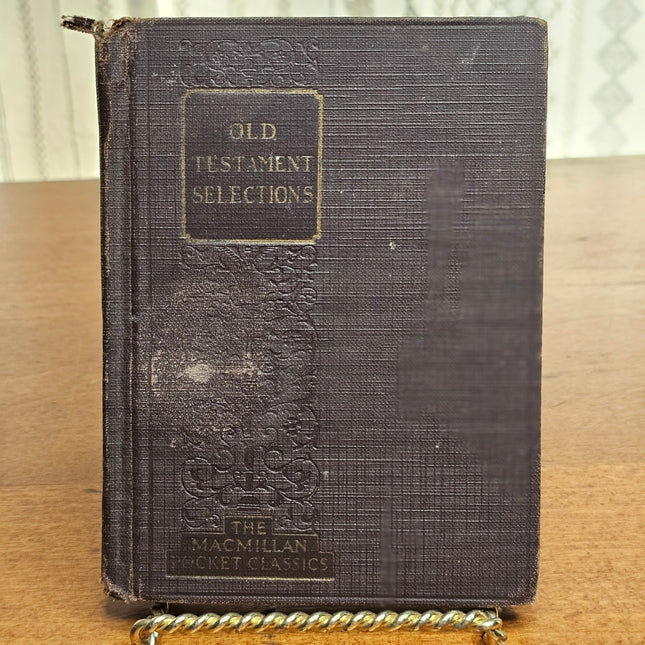 OLD
TESTAMENT
SELECTIONS
THE
MACMILLAN
POCKET CLASSICS